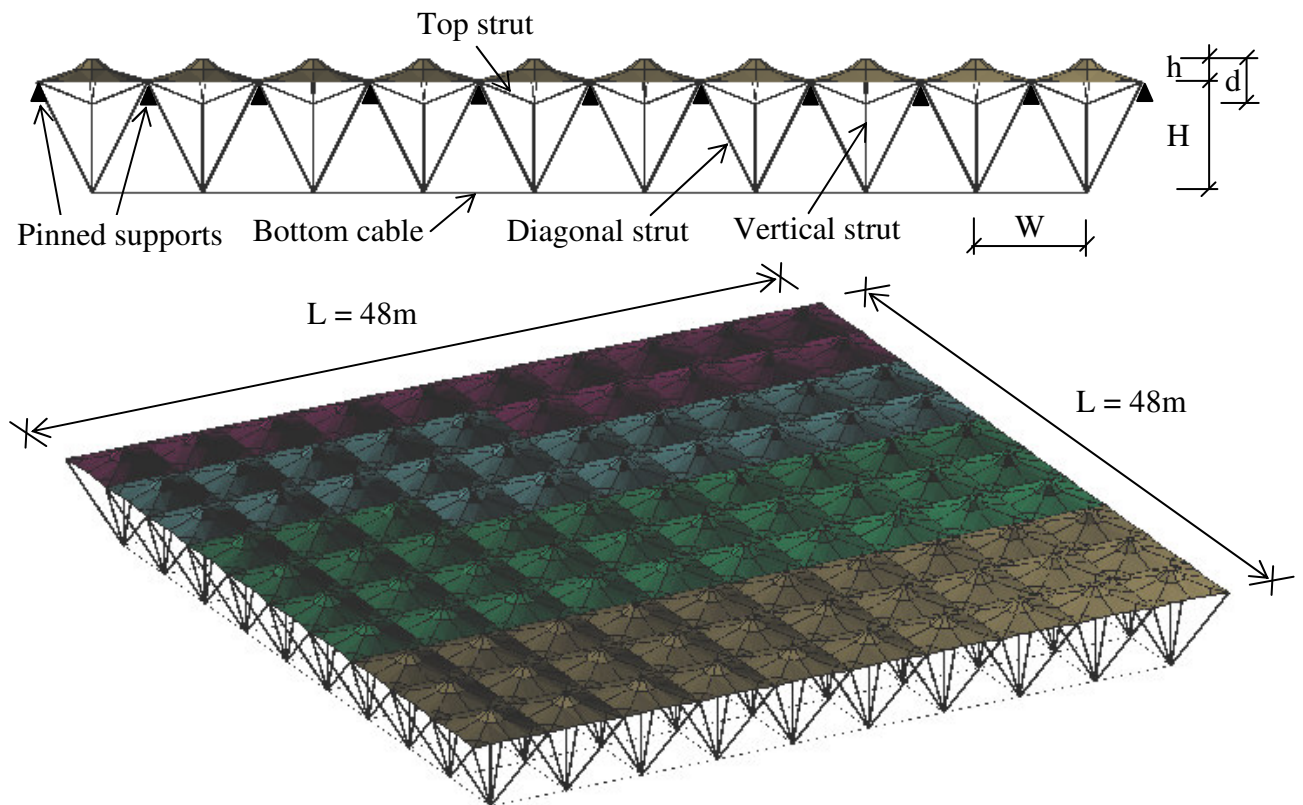 Top strut
h
d
H
Pinned supports
Bottom cable
Diagonal strut
Vertical strut
W
L = 48m
L = 48m